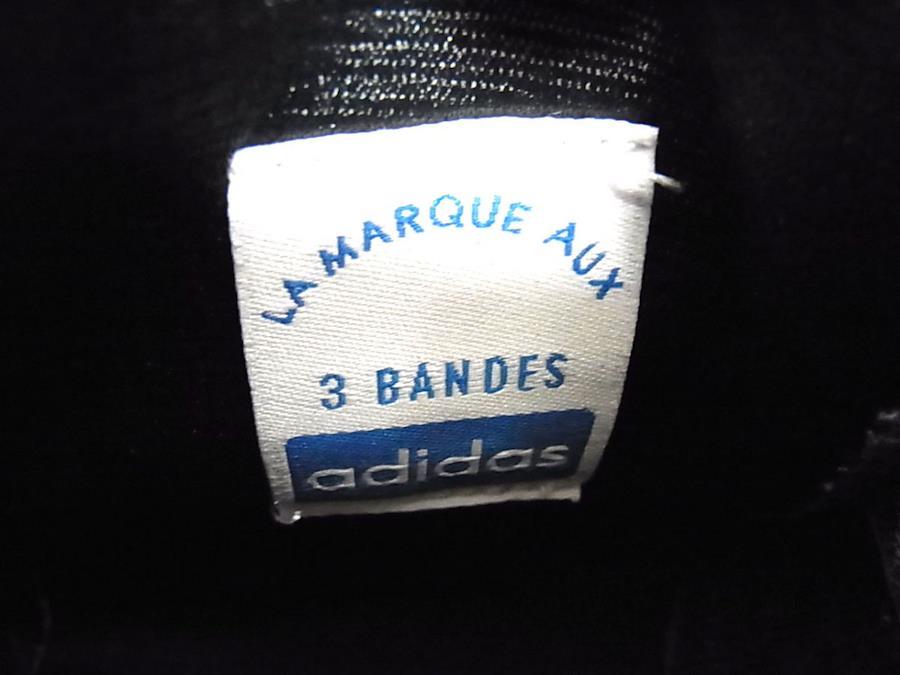 LA MARQUE AUX
3 BANDES
adidas